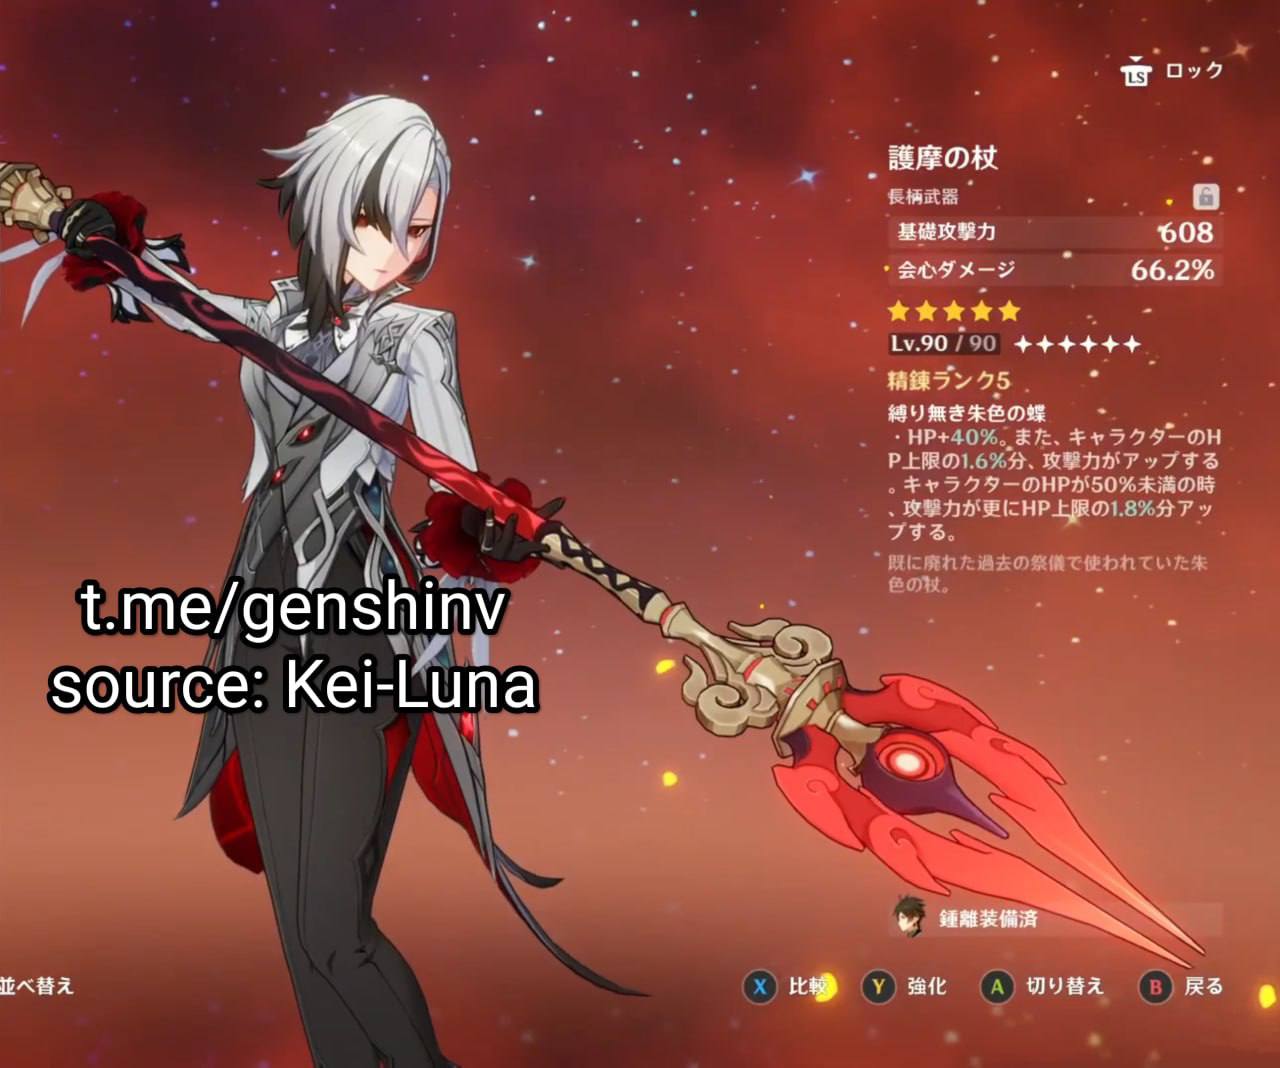 LS ロック
護摩の杖
長柄武器
基礎攻撃力 608
会心ダメージ 66.2%
Lv.90 / 90
精錬ランク5
縛り無き朱色の蝶
・HP+40%。また、キャラクターのH
P上限の1.6%分、攻撃力がアップする
。キャラクターのHPが50%未満の時
、攻撃力が更にHP上限の1.8%分アッ
プする。
既に廃れた過去の祭儀で使われていた朱
色の杖。
t.me/genshinv
source: Kei-Luna
鍾離装備済
並べ替え X 比較 Y 強化 A 切り替え B 戻る